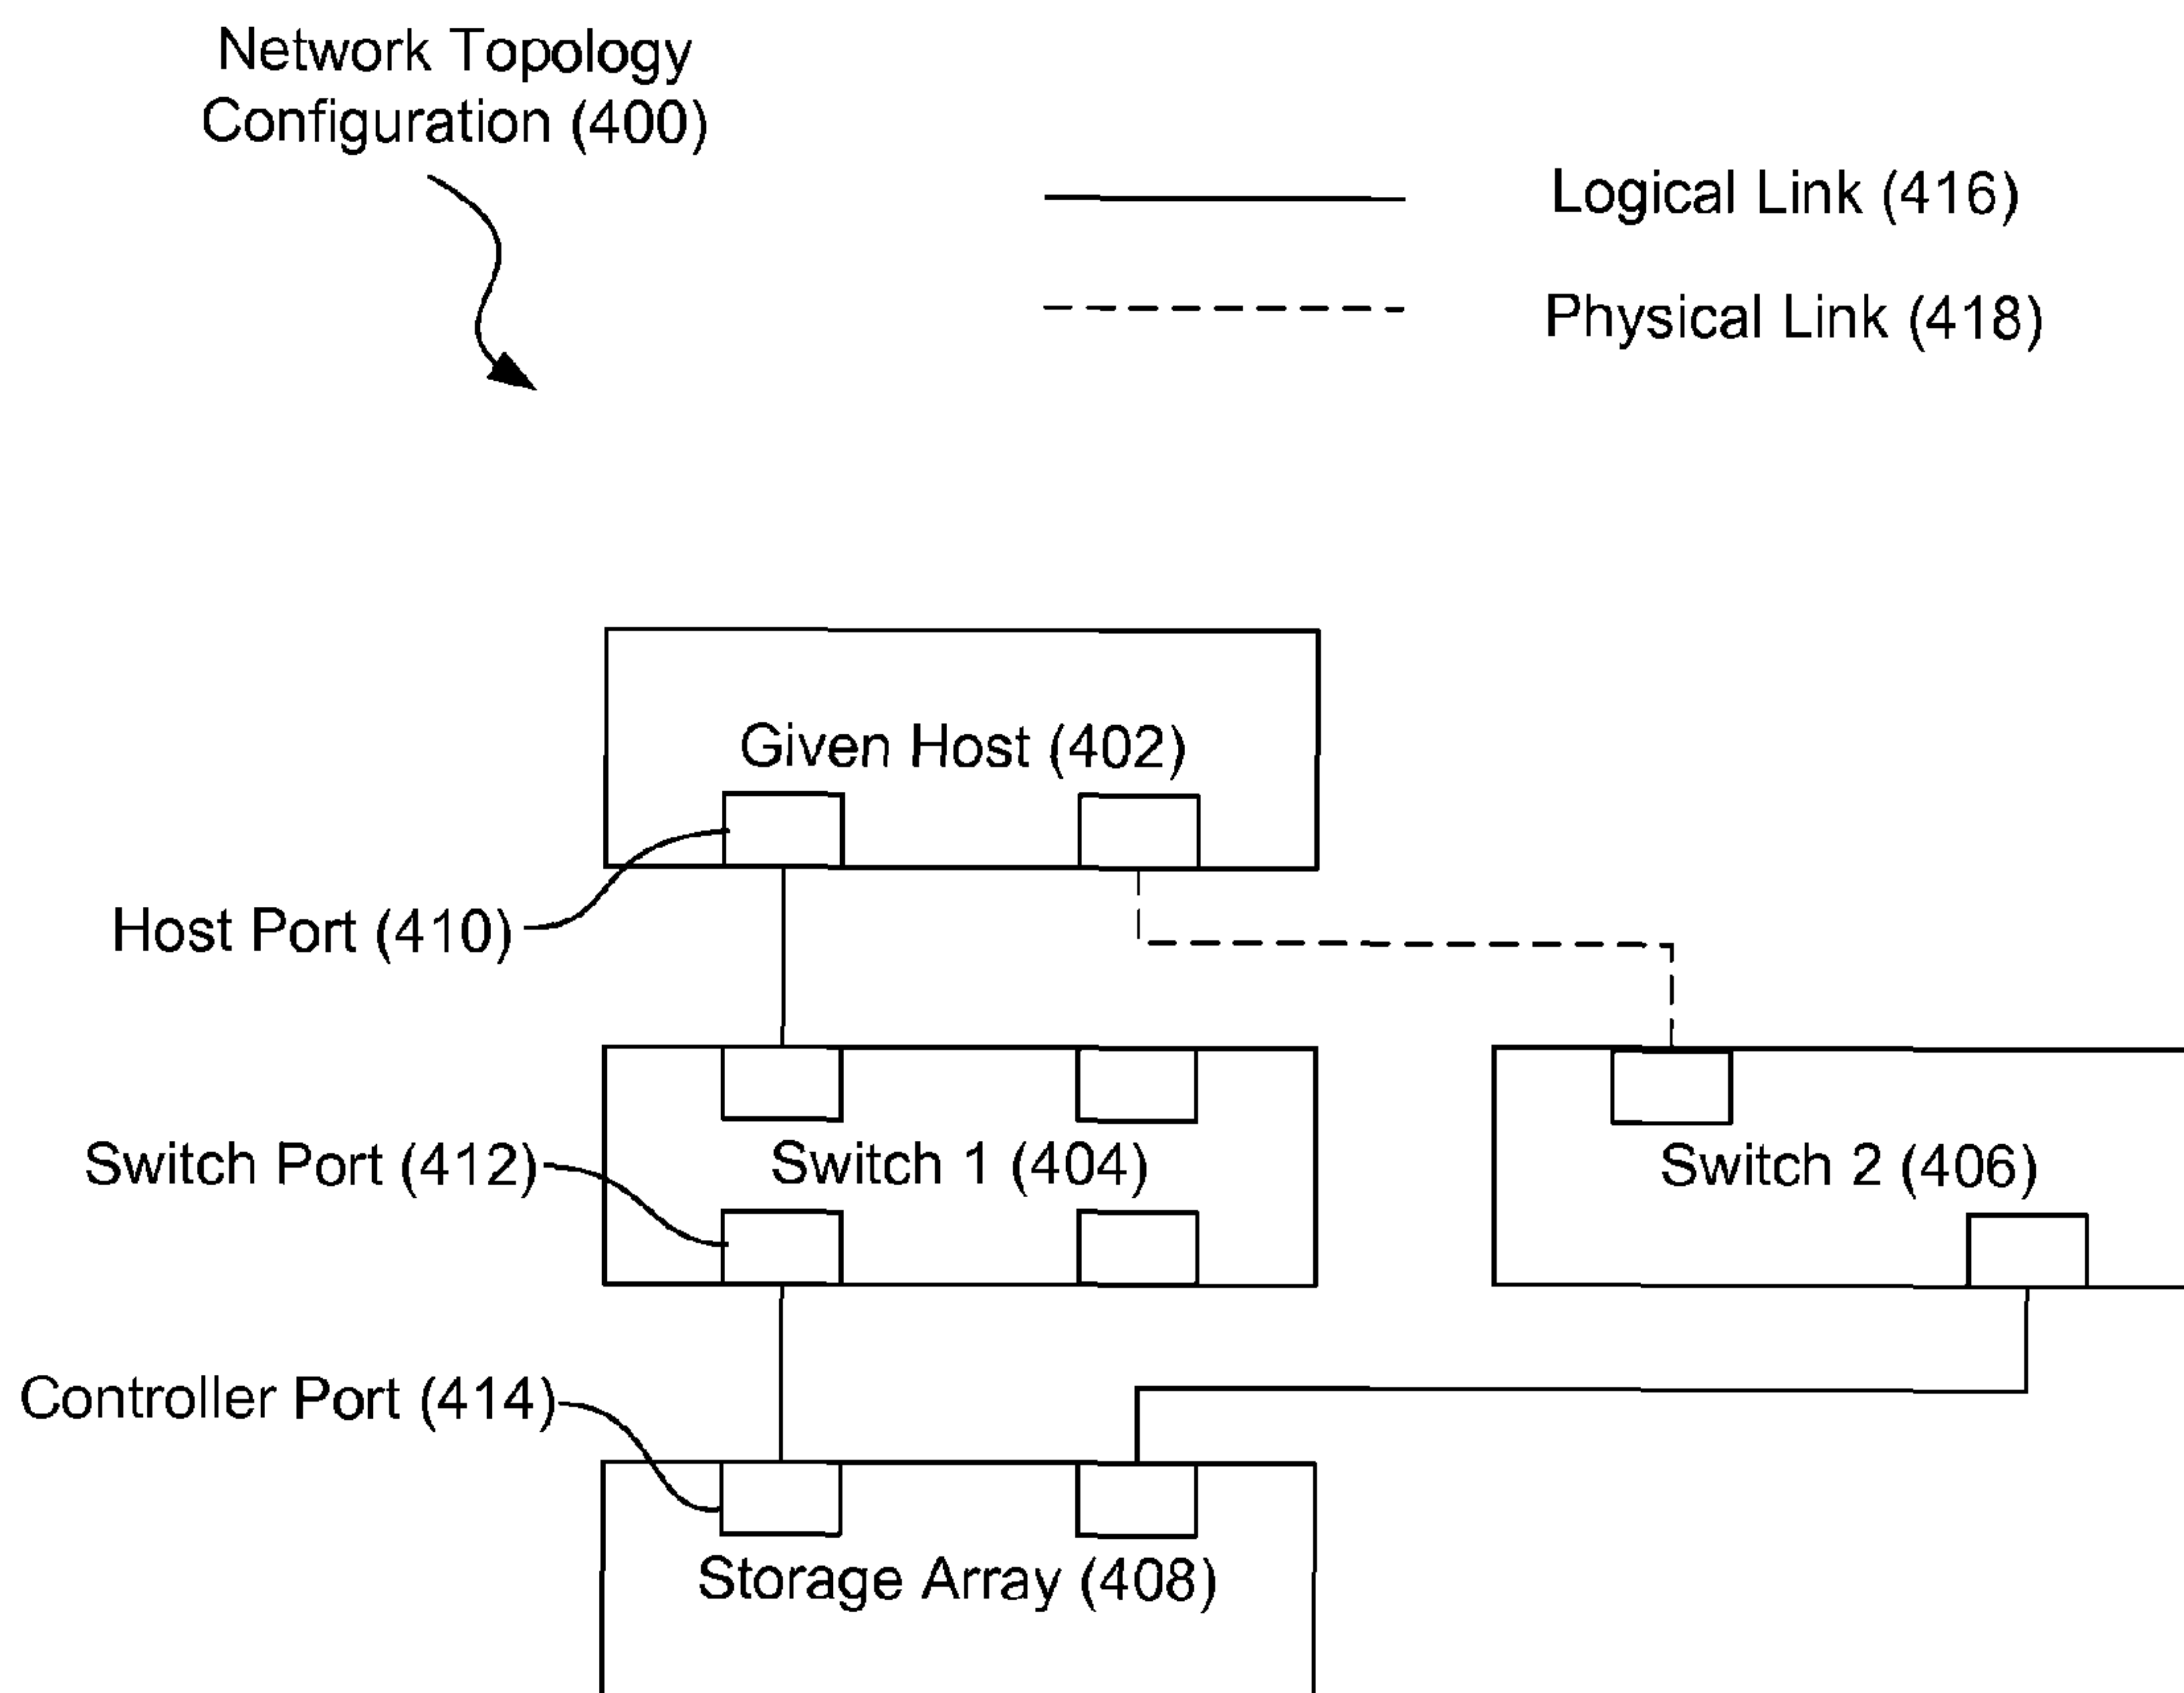 Network Topology
Configuration (400)
Logical Link (416)
Physical Link (418)
Given Host (402)
Host Port (410)
Switch Port (412)
Switch 1 (404)
Switch 2 (406)
Controller Port (414)
Storage Array (408)